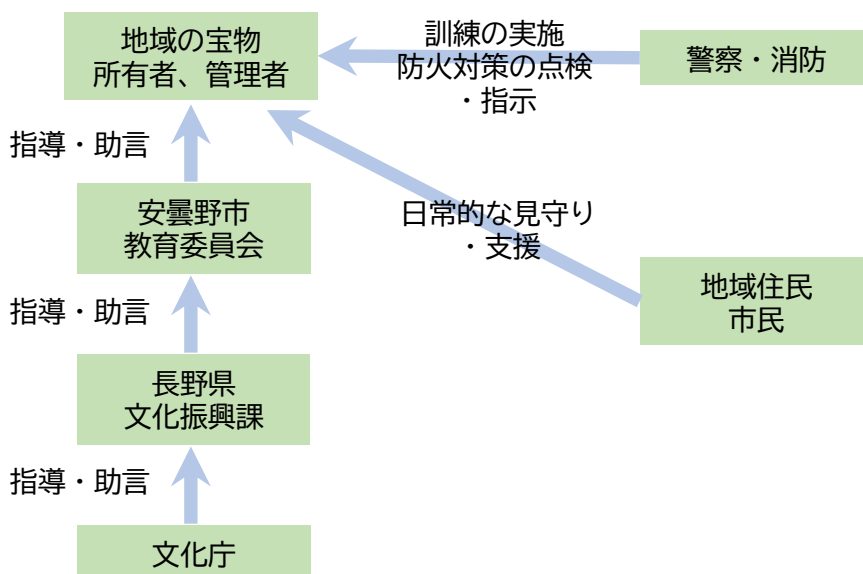 地域の宝物
所有者、管理者
訓練の実施
防火対策の点検
・指示
警察・消防
指導・助言
安曇野市
教育委員会
日常的な見守り
・支援
地域住民
市民
指導・助言
長野県
文化振興課
指導・助言
文化庁